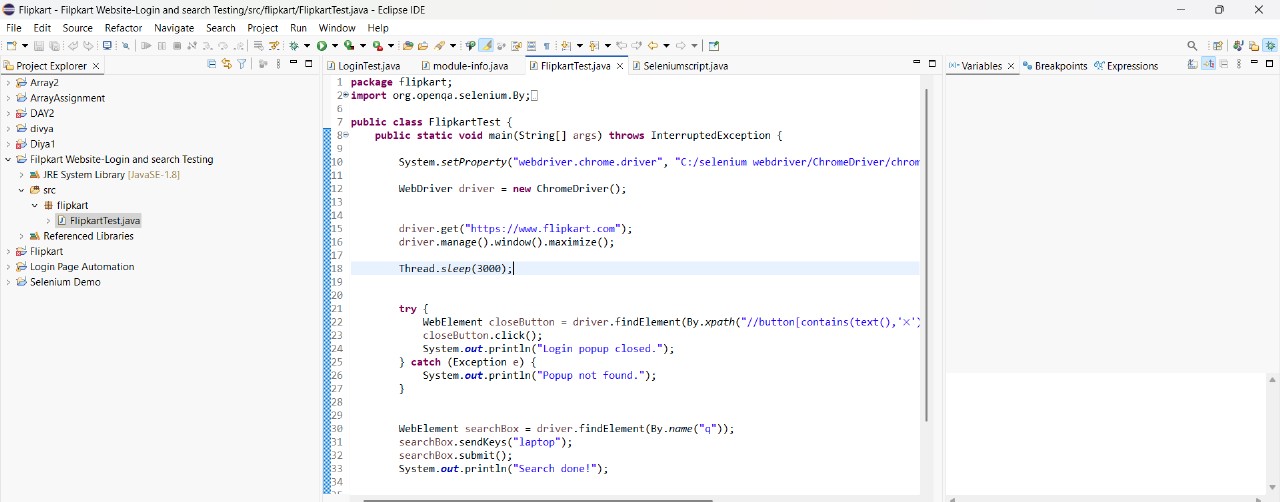 Flipkart - Flipkart Website-Login and search Testing/src/flipkart/FlipkartTest.java - Eclipse IDE
File Edit Source Refactor Navigate Search Project Run Window Help
Project Explorer
Array2
ArrayAssignment
DAY2
divya
Diya1
Filpkart Website-Login and search Testing
JRE System Library [JavaSE-1.8]
src
flipkart
FlipkartTest.java
Referenced Libraries
Flipkart
Login Page Automation
Selenium Demo
LoginTest.java module-info.java FlipkartTest.java Seleniumscript.java
1 package flipkart;
2 import org.openqa.selenium.By;
6
7 public class FlipkartTest {
8 public static void main(String[] args) throws InterruptedException {
9
10 System.setProperty("webdriver.chrome.driver", "C:/selenium webdriver/ChromeDriver/chrom
11
12 WebDriver driver = new ChromeDriver();
13
14
15 driver.get("https://www.flipkart.com");
16 driver.manage().window().maximize();
17
18 Thread.sleep(3000);
19
20
21 try {
22 WebElement closeButton = driver.findElement(By.xpath("//button[contains(text(),'✕')
23 closeButton.click();
24 System.out.println("Login popup closed.");
25 } catch (Exception e) {
26 System.out.println("Popup not found.");
27 }
28
29
30 WebElement searchBox = driver.findElement(By.name("q"));
31 searchBox.sendKeys("laptop");
32 searchBox.submit();
33 System.out.println("Search done!");
34
Variables Breakpoints Expressions